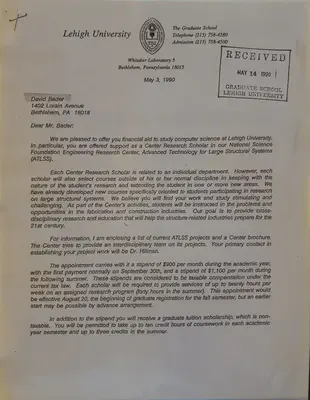 Lehigh University
The Graduate School
Telephone (215) 758-4280
Admission (215) 758-4500
Whitaker Laboratory 5
Bethlehem, Pennsylvania 18015
May 3, 1990
RECEIVED
MAY 14 1990
GRADUATE SCHOOL
LEHIGH UNIVERSITY
David Bader
1402 Lorain Avenue
Bethlehem, PA 18018
Dear Mr. Bader:
We are pleased to offer you financial aid to study computer science at Lehigh University.
In particular, you are offered support as a Center Research Scholar in our National Science
Foundation Engineering Research Center, Advanced Technology for Large Structural Systems
(ATLSS).
Each Center Research Scholar is related to an individual department. However, each
scholar will also select courses outside of his or her normal discipline in keeping with the
nature of the student's research and extending the student in one or more new areas. We
have already developed new courses specifically oriented to students participating in research
on large structural systems. We believe you will find your work and study stimulating and
challenging. As part of the Center's activities, students will be instructed in the problems and
opportunities in the fabrication and construction industries. Our goal is to provide cross-
disciplinary research and education that will help the structure-related industries prepare for the
21st century.
For information, I am enclosing a list of current ATLSS projects and a Center brochure.
The Center tries to provide an interdisciplinary team on its projects. Your primary contact in
establishing your project work will be Dr. Hillman.
The appointment carries with it a stipend of $900 per month during the academic year,
with the first payment normally on September 30th, and a stipend of $1,100 per month during
the following summer. These stipends are considered to be taxable compensation under the
current tax law. Each scholar will be required to provide services of up to twenty hours per
week on an assigned research program (forty hours in the summer). This appointment would
be effective August 20, the beginning of graduate registration for the fall semester, but an earlier
start may be possible by advance arrangement.
In addition to the stipend you will receive a graduate tuition scholarship, which is non-
taxable. You will be permitted to take up to ten credit hours of coursework in each academic
year semester and up to three credits in the summer.